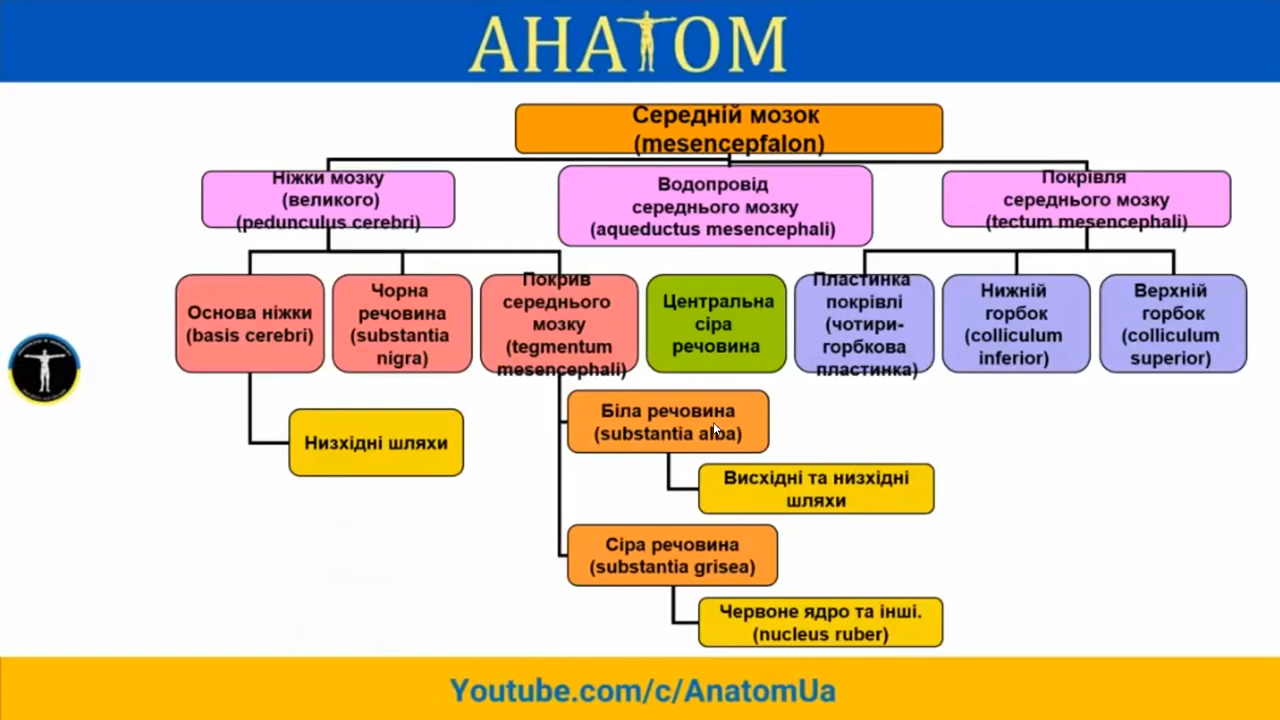 АНАТОМ
Середній мозок
(mesencepfalon)
Ніжки мозку
(великого)
(pedunculus cerebri)
Водопровід
середнього мозку
(aqueductus mesencephali)
Покрівля
середнього мозку
(tectum mesencephali)
Основа ніжки
(basis cerebri)
Чорна
речовина
(substantia
nigra)
Покрив
середнього
мозку
(tegmentum
mesencephali)
Центральна
сіра
речовина
Пластинка
покрівлі
(чотири-
горбкова
пластинка)
Нижній
горбок
(colliculum
inferior)
Верхній
горбок
(colliculum
superior)
Низхідні шляхи
Біла речовина
(substantia alba)
Висхідні та низхідні
шляхи
Сіра речовина
(substantia grisea)
Червоне ядро та інші.
(nucleus ruber)
Youtube.com/c/AnatomUa